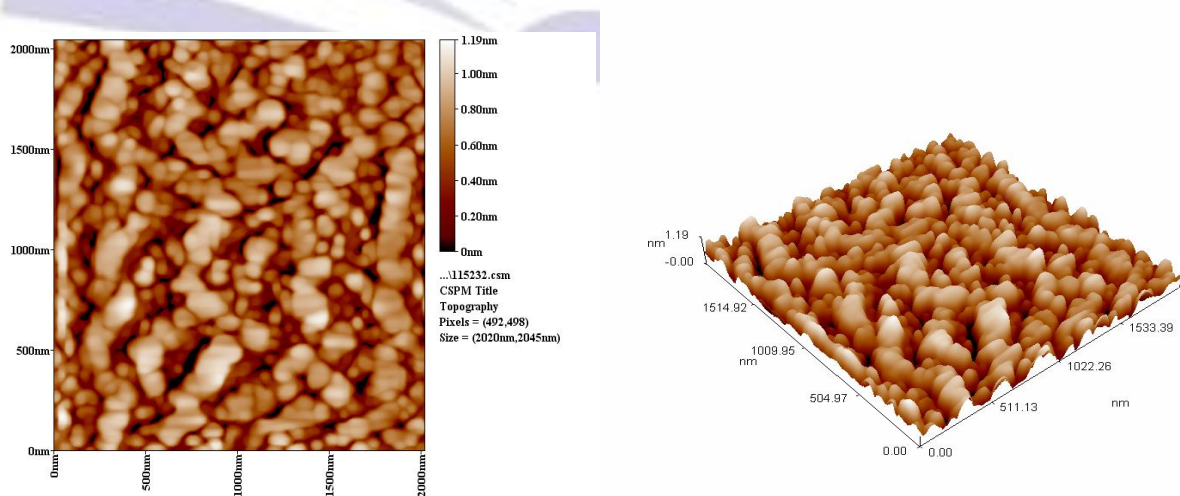 2000nm
1500nm
1000nm
500nm
0nm
0nm
500nm
1000nm
1500nm
2000nm
1.19nm
1.00nm
0.80nm
0.60nm
0.40nm
0.20nm
0nm
...\115232.csm
CSPM Title
Topography
Pixels = (492,498)
Size = (2020nm,2045nm)
nm
1.19
-0.00
1514.92
1009.95
nm
504.97
0.00
0.00
511.13
1022.26
1533.39
nm